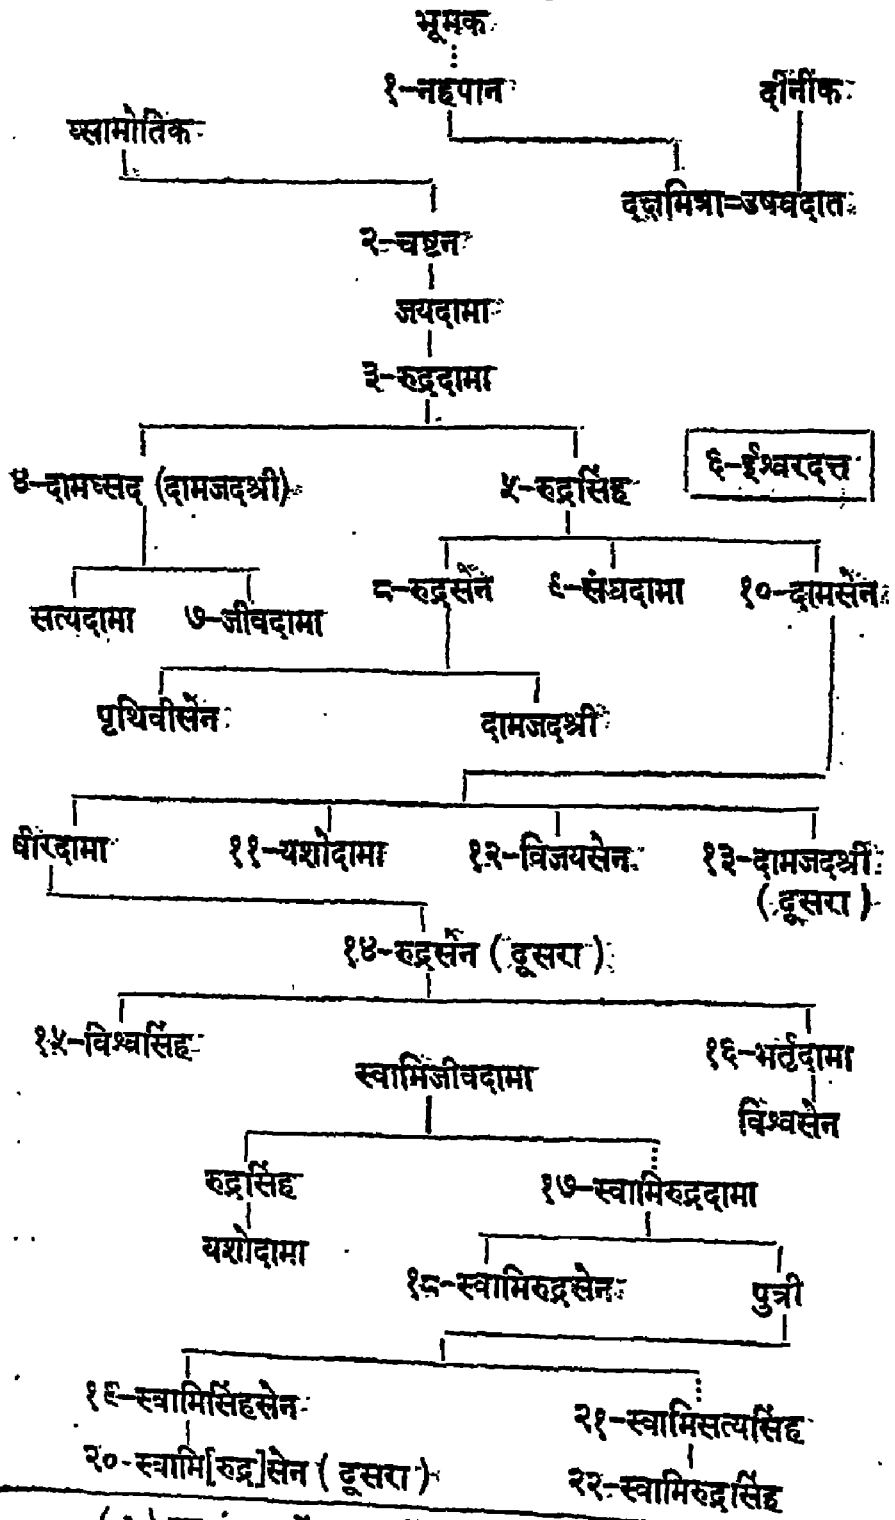 भूमक
१-नहपान
दीनीक
घ्सामोतिक
दक्षमित्रा=उषवदात
२-चष्टन
जयदामा
३-रुद्रदामा
६-ईश्वरदत्त
४-दामघ्सद (दामजदश्री)
५-रुद्रसिंह
८-रुद्रसेन
९-संघदामा
१०-दामसेन
सत्यदामा
७-जीवदामा
पृथिवीसेन
दामजदश्री
वीरदामा
११-यशोदामा
१२-विजयसेन
१३-दामजदश्री
(दूसरा)
१४-रुद्रसेन (दूसरा)
१५-विश्वसिंह
१६-भर्तृदामा
स्वामिजीवदामा
विश्वसेन
रुद्रसिंह
१७-स्वामिरुद्रदामा
यशोदामा
१८-स्वामिरुद्रसेन
पुत्री
१९-स्वामिसिंहसेन
२१-स्वामिसत्यसिंह
२०-स्वामि[रुद्र]सेन (दूसरा)
२२-स्वामिरुद्रसिंह